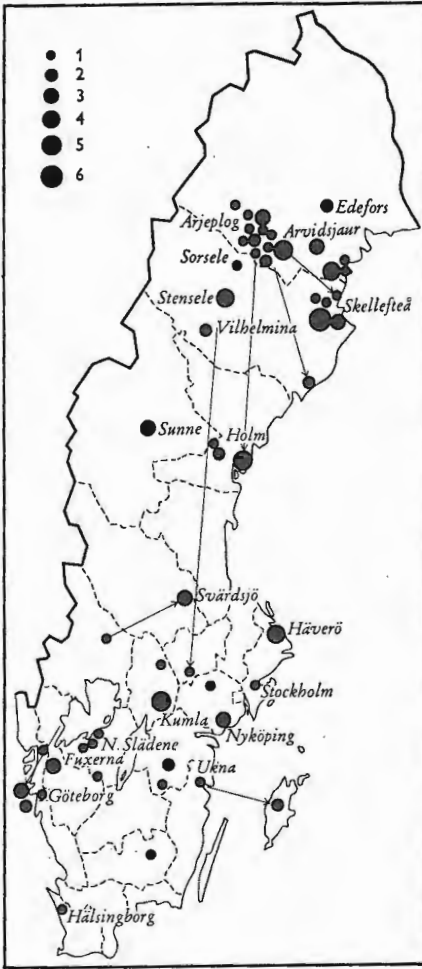 1
2
3
4
5
6
Edefors
Arjeplog
Arvidsjaur
Sorsele
Stensele
Skellefteå
Vilhelmina
Sunne
Holm
Svärdsjö
Häverö
Stockholm
Kumla
Nyköping
N. Slädene
Fuxerna
Ukna
Göteborg
Hälsingborg